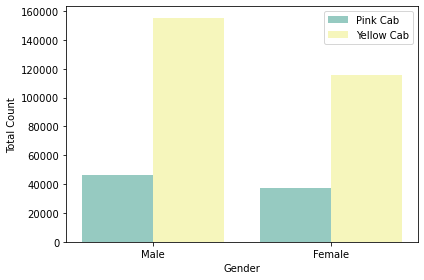 160000
140000
120000
100000
80000
60000
40000
20000
0
Total Count
Pink Cab
Yellow Cab
Male
Female
Gender